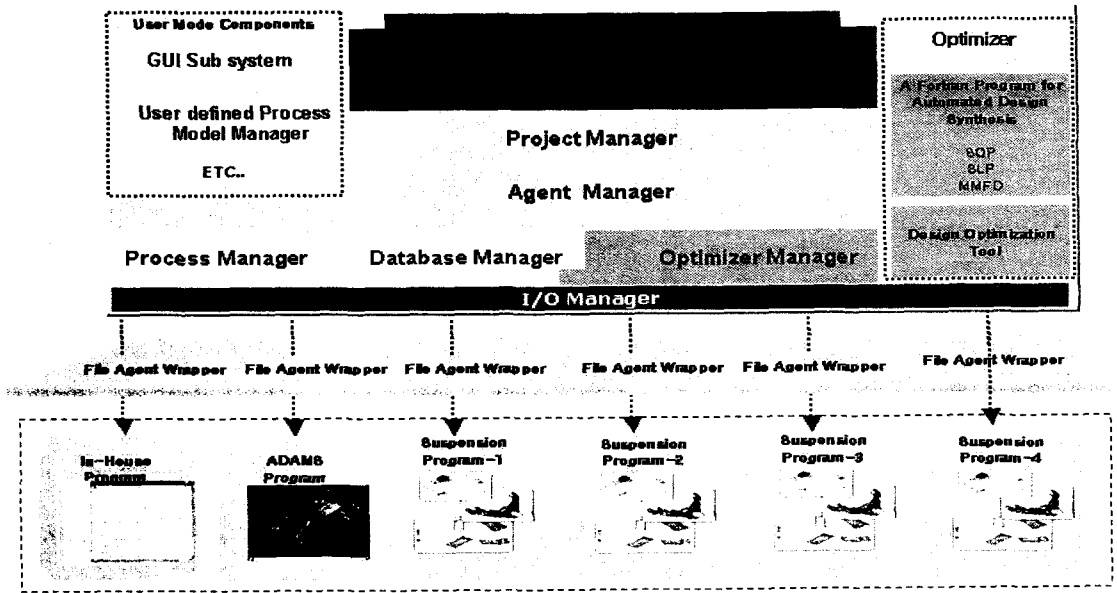 User Mode Components
GUI Sub system
User defined Process
Model Manager
ETC..
Project Manager
Agent Manager
Process Manager
Database Manager
Optimizer Manager
Optimizer
A Fortran Program for
Automated Design
Synthesis
SQP
SLP
MMFD
Design Optimization
Tool
I/O Manager
File Agent Wrapper
File Agent Wrapper
File Agent Wrapper
File Agent Wrapper
File Agent Wrapper
File Agent Wrapper
In-House
Program
ADAMS
Program
Suspension
Program-1
Suspension
Program-2
Suspension
Program-3
Suspension
Program-4